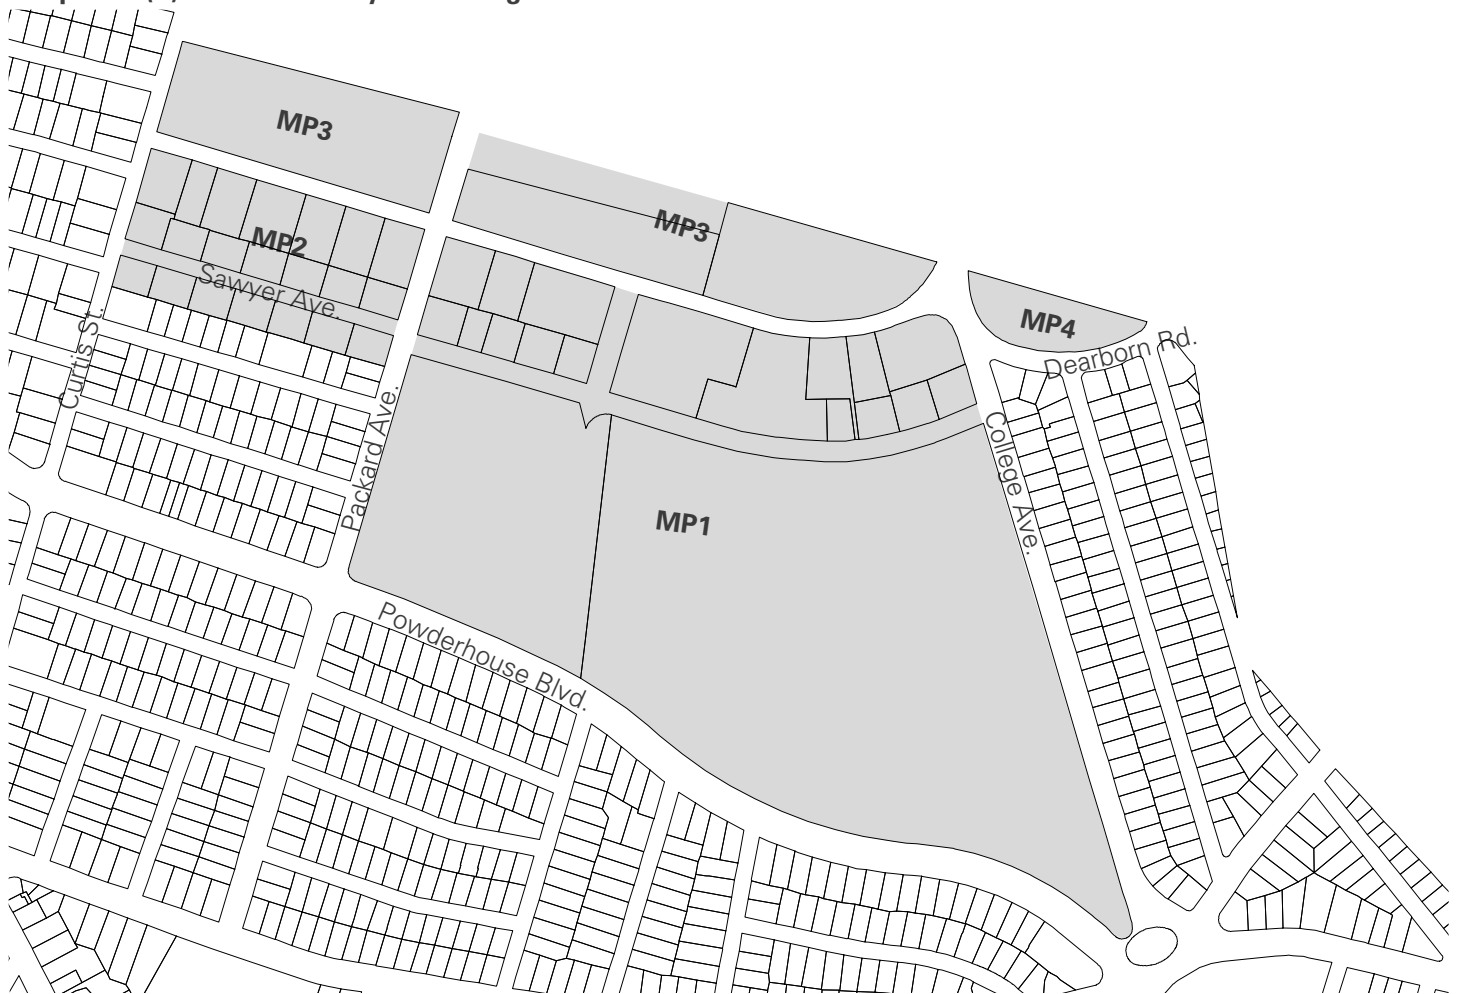 MP3
MP3
MP2
Sawyer Ave.
MP4
Dearborn Rd.
Curtis St.
Packard Ave.
College Ave.
MP1
Powderhouse Blvd.